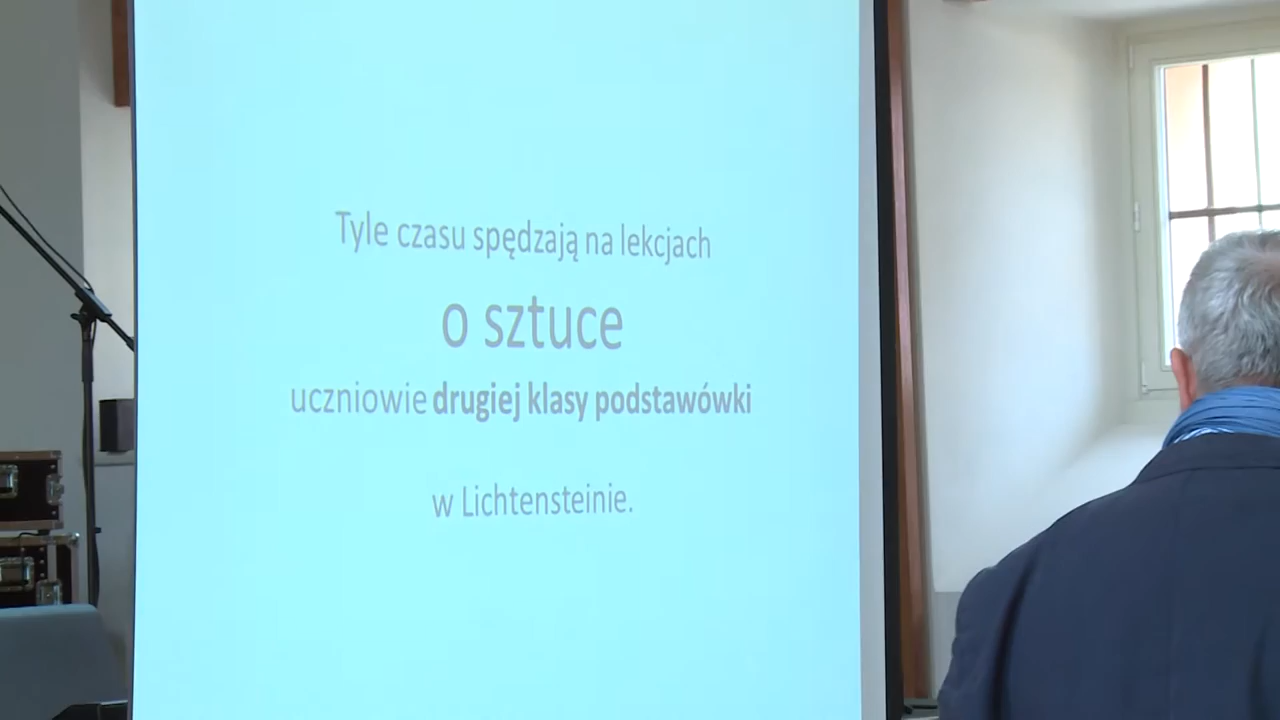 Tyle czasu spędzają na lekcjach
o sztuce
uczniowie drugiej klasy podstawówki
w Lichtensteinie.